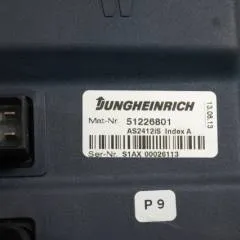 JUNGHEINRICH
Mat-Nr. 51226801
AS2412iS Index A
Ser-Nr. S1AX 00026113
13.06.13
P 9